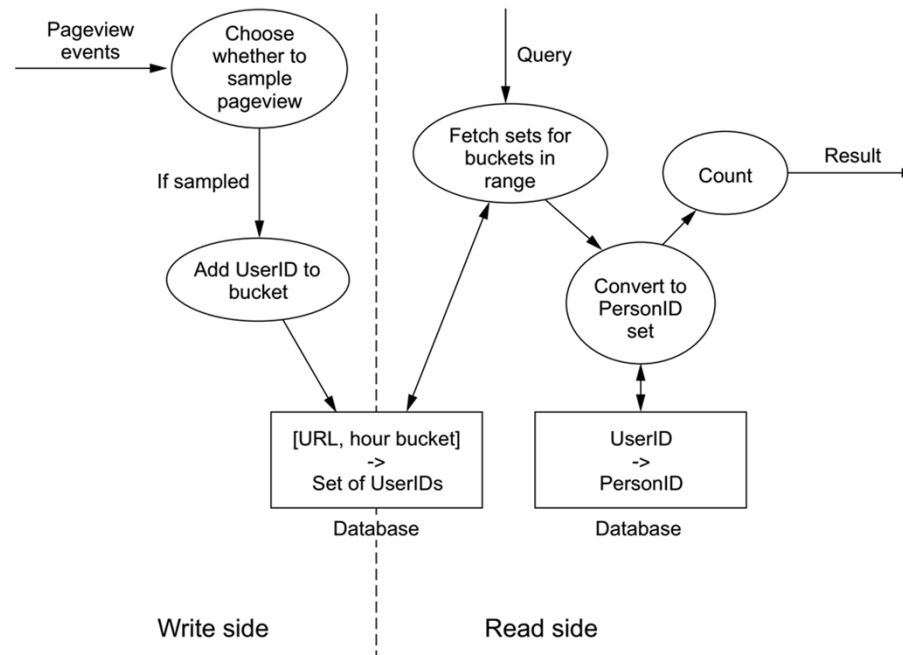 Pageview
events
Choose
whether to
sample
pageview
If sampled
Add UserID to
bucket
Query
Fetch sets for
buckets in
range
Count
Result
Convert to
PersonID
set
[URL, hour bucket]
->
Set of UserIDs
Database
UserID
->
PersonID
Database
Write side
Read side